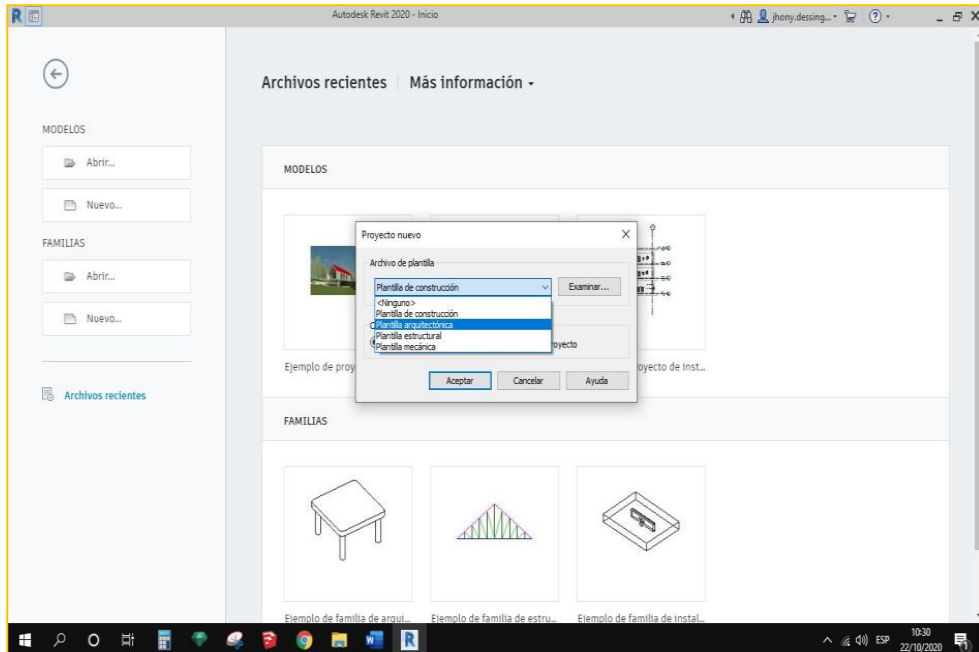 Autodesk Revit 2020 - Inicio
jhony.dessing...
Archivos recientes
Más información
MODELOS
Abrir...
Nuevo...
FAMILIAS
Abrir...
Nuevo...
Archivos recientes
MODELOS
Proyecto nuevo
Archivo de plantilla
Plantilla de construcción
Examinar...
<Ninguno>
Plantilla de construcción
Plantilla arquitectónica
Plantilla estructural
Plantilla mecánica
royecto
Aceptar
Cancelar
Ayuda
Ejemplo de proy
oyecto de inst...
FAMILIAS
Ejemplo de familia de arqui...
Ejemplo de familia de estru...
Ejemplo de familia de instal...
ESP
10:30
22/10/2020